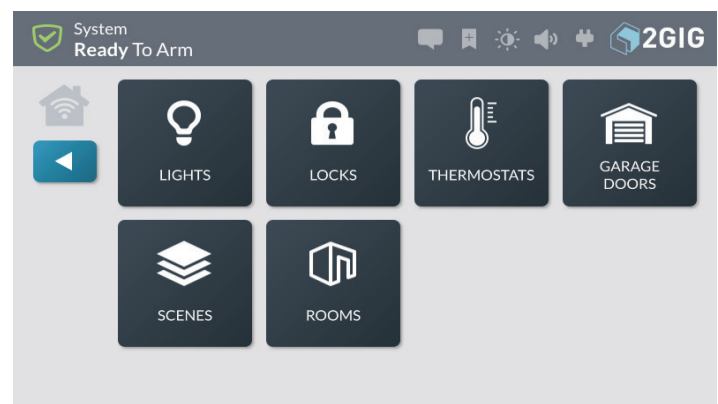 System
Ready To Arm
2GIG
LIGHTS
LOCKS
THERMOSTATS
GARAGE
DOORS
SCENES
ROOMS